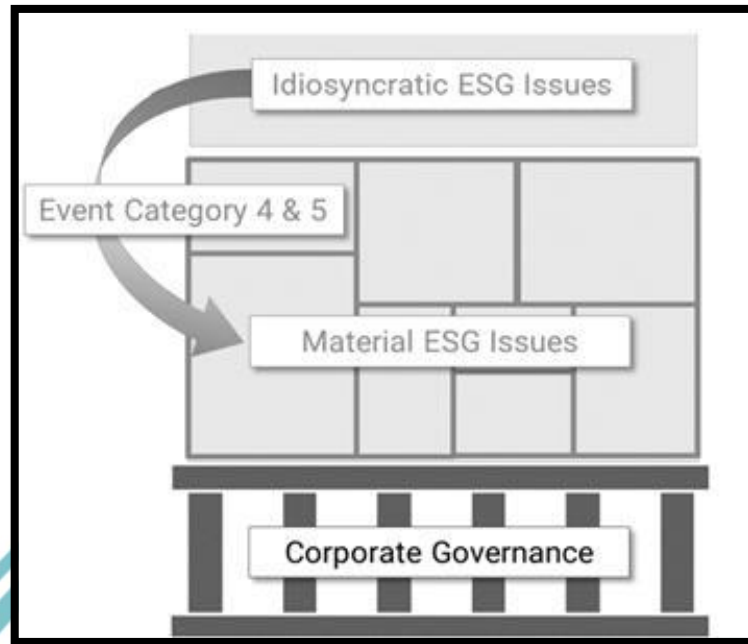 Idiosyncratic ESG Issues
Event Category 4 & 5
Material ESG Issues
Corporate Governance